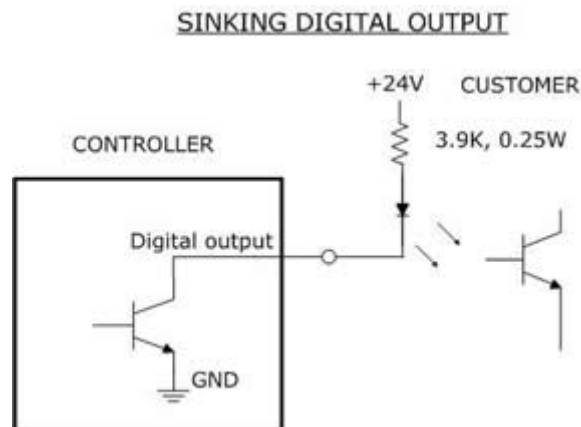 SINKING DIGITAL OUTPUT
+24V
CUSTOMER
3.9K, 0.25W
CONTROLLER
Digital output
GND